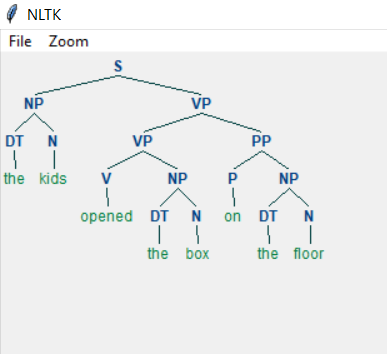 NLTK
File Zoom
S
NP VP
DT N VP PP
the kids V NP P NP
opened DT N on DT N
the box the floor